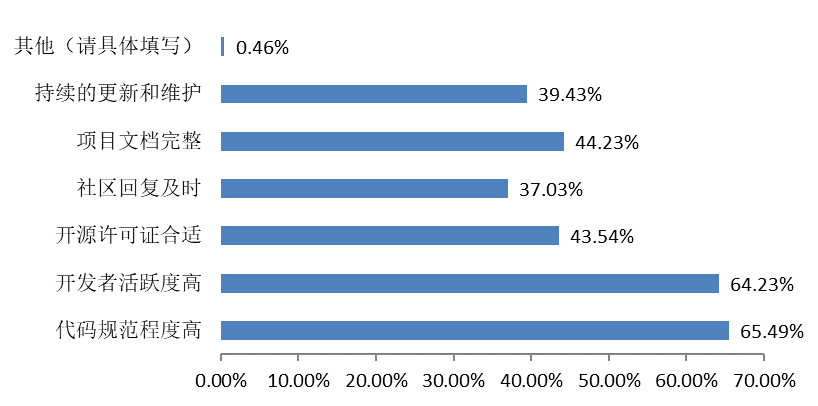 其他（请具体填写） 0.46%
持续的更新和维护 39.43%
项目文档完整 44.23%
社区回复及时 37.03%
开源许可证合适 43.54%
开发者活跃度高 64.23%
代码规范程度高 65.49%
0.00% 10.00% 20.00% 30.00% 40.00% 50.00% 60.00% 70.00%